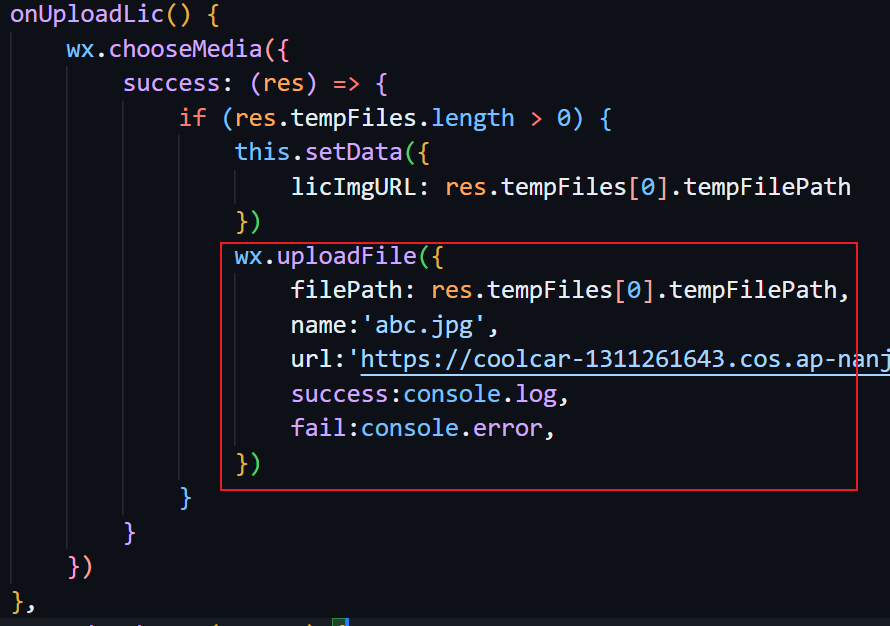 onUploadLic() {
wx.chooseMedia({
success: (res) => {
if (res.tempFiles.length > 0) {
this.setData({
licImgURL: res.tempFiles[0].tempFilePath
})
wx.uploadFile({
filePath: res.tempFiles[0].tempFilePath,
name:'abc.jpg',
url:'https://coolcar-1311261643.cos.ap-nanj
success:console.log,
fail:console.error,
})
}
}
})
},